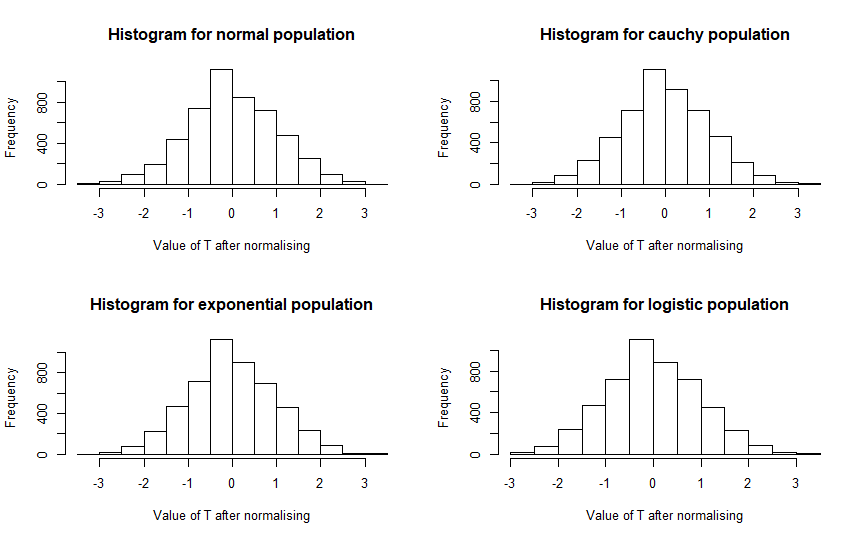 Histogram for normal population
Frequency
0 400 800
-3 -2 -1 0 1 2 3
Value of T after normalising
Histogram for cauchy population
Frequency
0 400 800
-3 -2 -1 0 1 2 3
Value of T after normalising
Histogram for exponential population
Frequency
0 400 800
-3 -2 -1 0 1 2 3
Value of T after normalising
Histogram for logistic population
Frequency
0 400 800
-3 -2 -1 0 1 2 3
Value of T after normalising